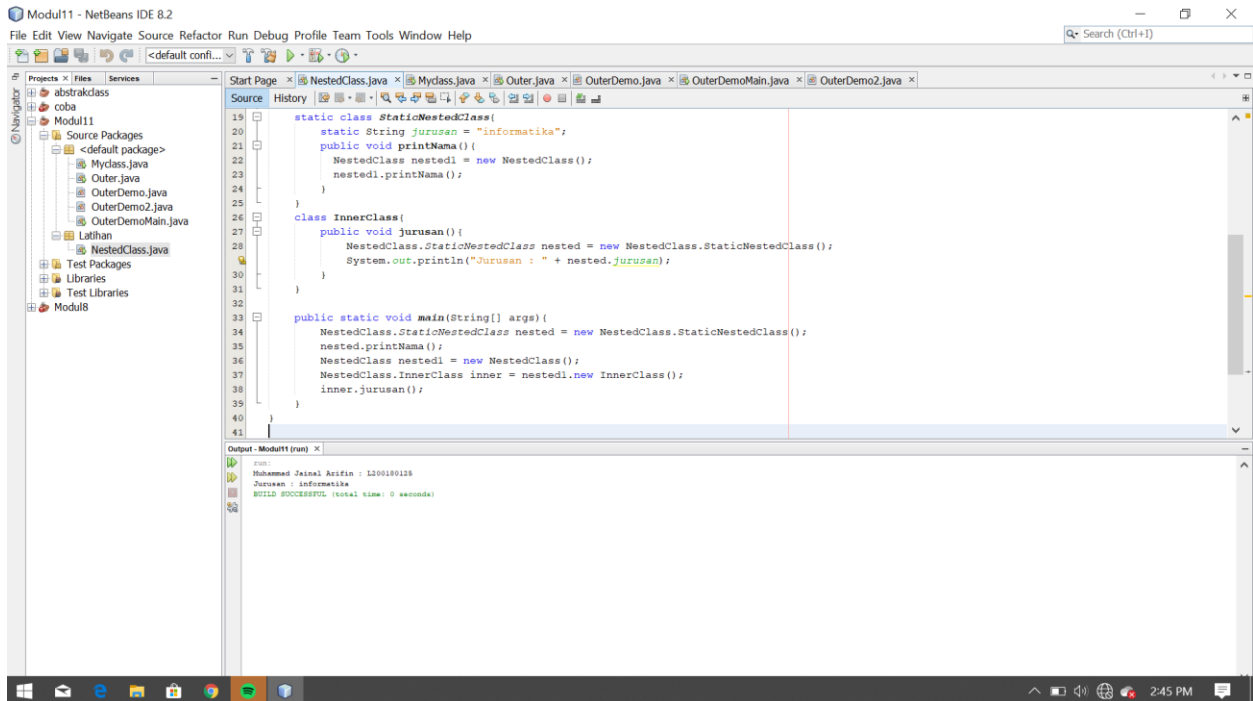 Modul11 - NetBeans IDE 8.2
File Edit View Navigate Source Refactor Run Debug Profile Team Tools Window Help
Search (Ctrl+I)
<default confi...
Projects Files Services
Navigator
abstrakclass
coba
Modul11
Source Packages
<default package>
Myclass.java
Outer.java
OuterDemo.java
OuterDemo2.java
OuterDemoMain.java
Latihan
NestedClass.java
Test Packages
Libraries
Test Libraries
Modul8
Start Page NestedClass.java Myclass.java Outer.java OuterDemo.java OuterDemoMain.java OuterDemo2.java
Source History
19 static class StaticNestedClass{
20 static String jurusan = "informatika";
21 public void printNama(){
22 NestedClass nested1 = new NestedClass();
23 nested1.printNama();
24 }
25 }
26 class InnerClass{
27 public void jurusan(){
28 NestedClass.StaticNestedClass nested = new NestedClass.StaticNestedClass();
System.out.println("Jurusan : " + nested.jurusan);
30 }
31 }
32
33 public static void main(String[] args){
34 NestedClass.StaticNestedClass nested = new NestedClass.StaticNestedClass();
35 nested.printNama();
36 NestedClass nested1 = new NestedClass();
37 NestedClass.InnerClass inner = nested1.new InnerClass();
38 inner.jurusan();
39 }
40 }
41
Output - Modul11 (run)
run:
Muhammad Jainal Arifin : L200180125
Jurusan : informatika
BUILD SUCCESSFUL (total time: 0 seconds)
2:45 PM